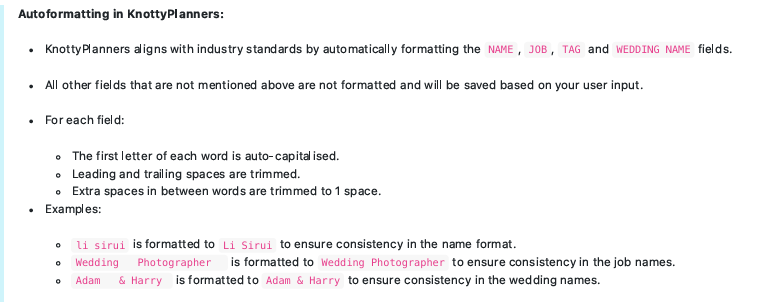 Autoformatting in KnottyPlanners:
• KnottyPlanners aligns with industry standards by automatically formatting the NAME , JOB , TAG and WEDDING NAME fields.
• All other fields that are not mentioned above are not formatted and will be saved based on your user input.
• For each field:
◦ The first letter of each word is auto-capitalised.
◦ Leading and trailing spaces are trimmed.
◦ Extra spaces in between words are trimmed to 1 space.
• Examples:
◦ li sirui is formatted to Li Sirui to ensure consistency in the name format.
◦ Wedding   Photographer   is formatted to Wedding Photographer to ensure consistency in the job names.
◦ Adam   & Harry  is formatted to Adam & Harry to ensure consistency in the wedding names.